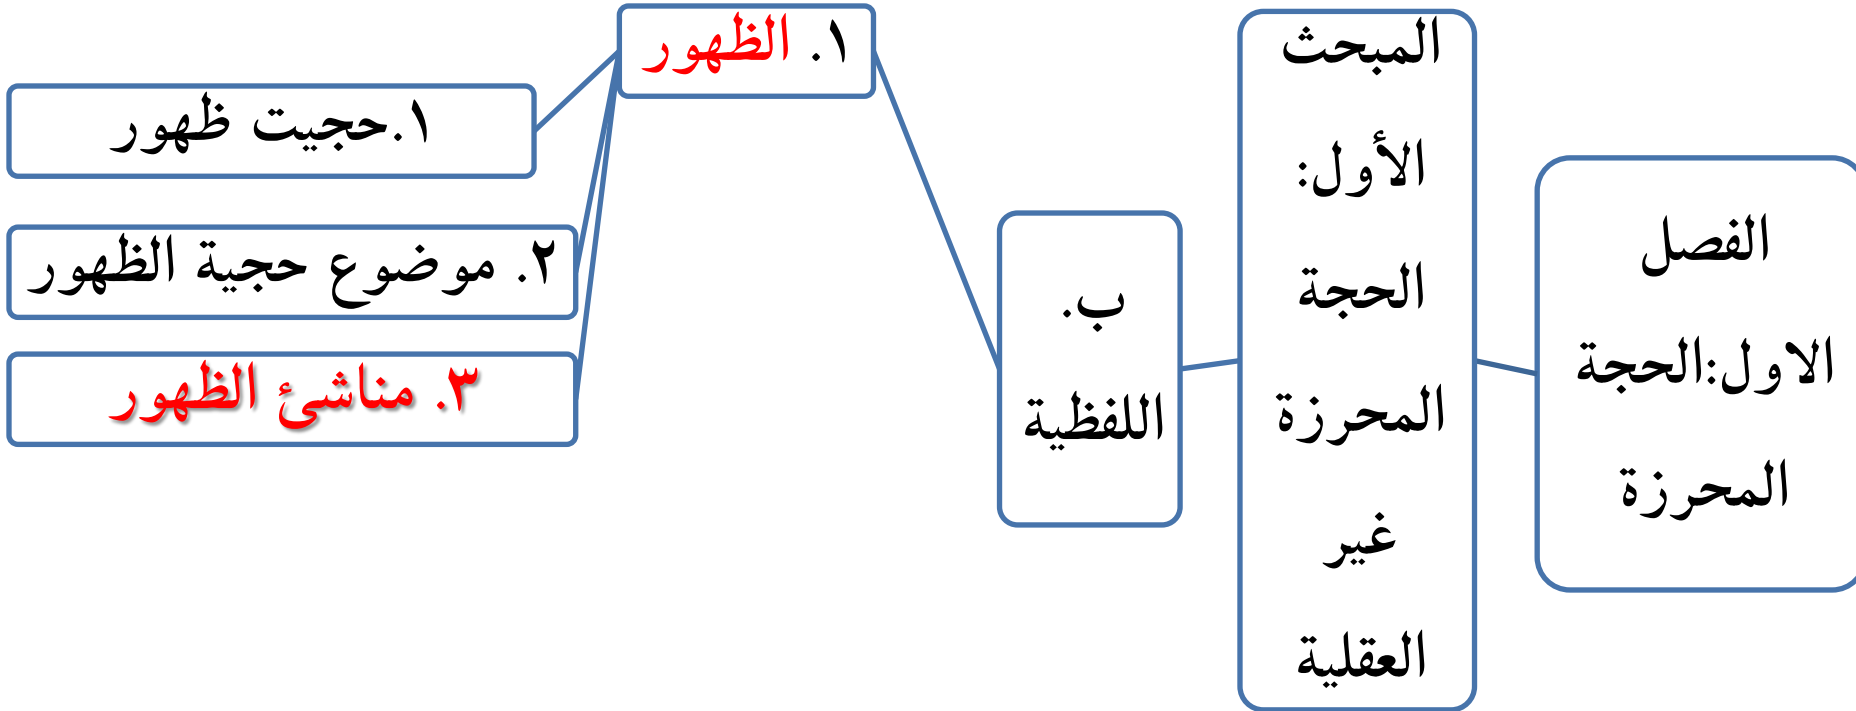 الفصل
الاول:الحجة
المحرزة
المبحث
الأول:
الحجة
المحرزة
غير
العقلية
ب.
اللفظية
١. الظهور
١.حجيت ظهور
٢. موضوع حجية الظهور
٣. مناشئ الظهور